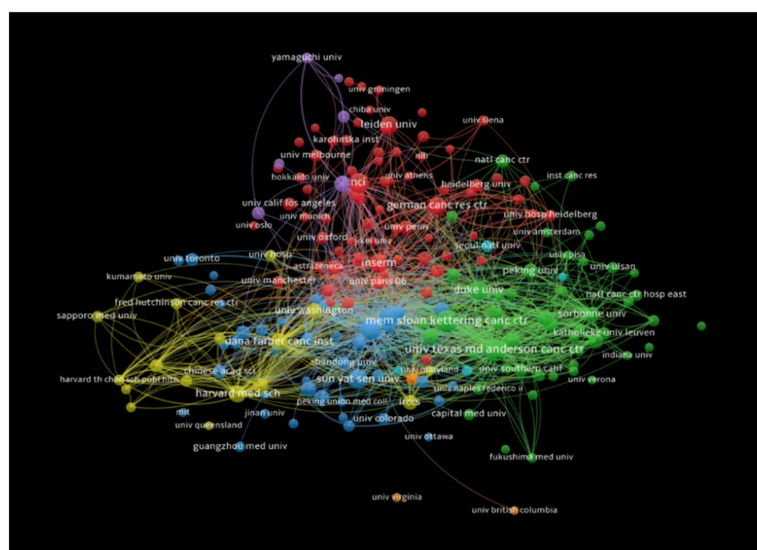 yamaguchi univ
univ groningen
chiba univ
leiden univ
univ siena
karolinska inst
univ melbourne
nih
natl canc ctr
hokkaido univ
nci
univ athens
heidelberg univ
inst canc res
univ calif los angeles
german canc res ctr
univ munich
univ hosp heidelberg
univ oslo
univ penn
univ amsterdam
univ oxford
jikei univ
seoul natl univ
univ hosp
univ pisa
univ toronto
astrazeneca
inserm
peking univ
univ ulsan
kumamoto univ
univ manchester
univ paris 06
duke univ
natl canc ctr hosp east
fred hutchinson canc res ctr
univ washington
sapporo med univ
mem sloan kettering canc ctr
sorbonne univ
katholieke univ leuven
dana farber canc inst
univ texas md anderson canc ctr
indiana univ
shandong univ
chinese acad sci
univ maryland
univ southern calif
harvard th chan sch publ hlth
sun yat sen univ
univ verona
harvard med sch
univ naples federico ii
peking union med coll
irccs
mit
jinan univ
univ colorado
capital med univ
univ queensland
guangzhou med univ
univ ottawa
fukushima med univ
univ virginia
univ british columbia